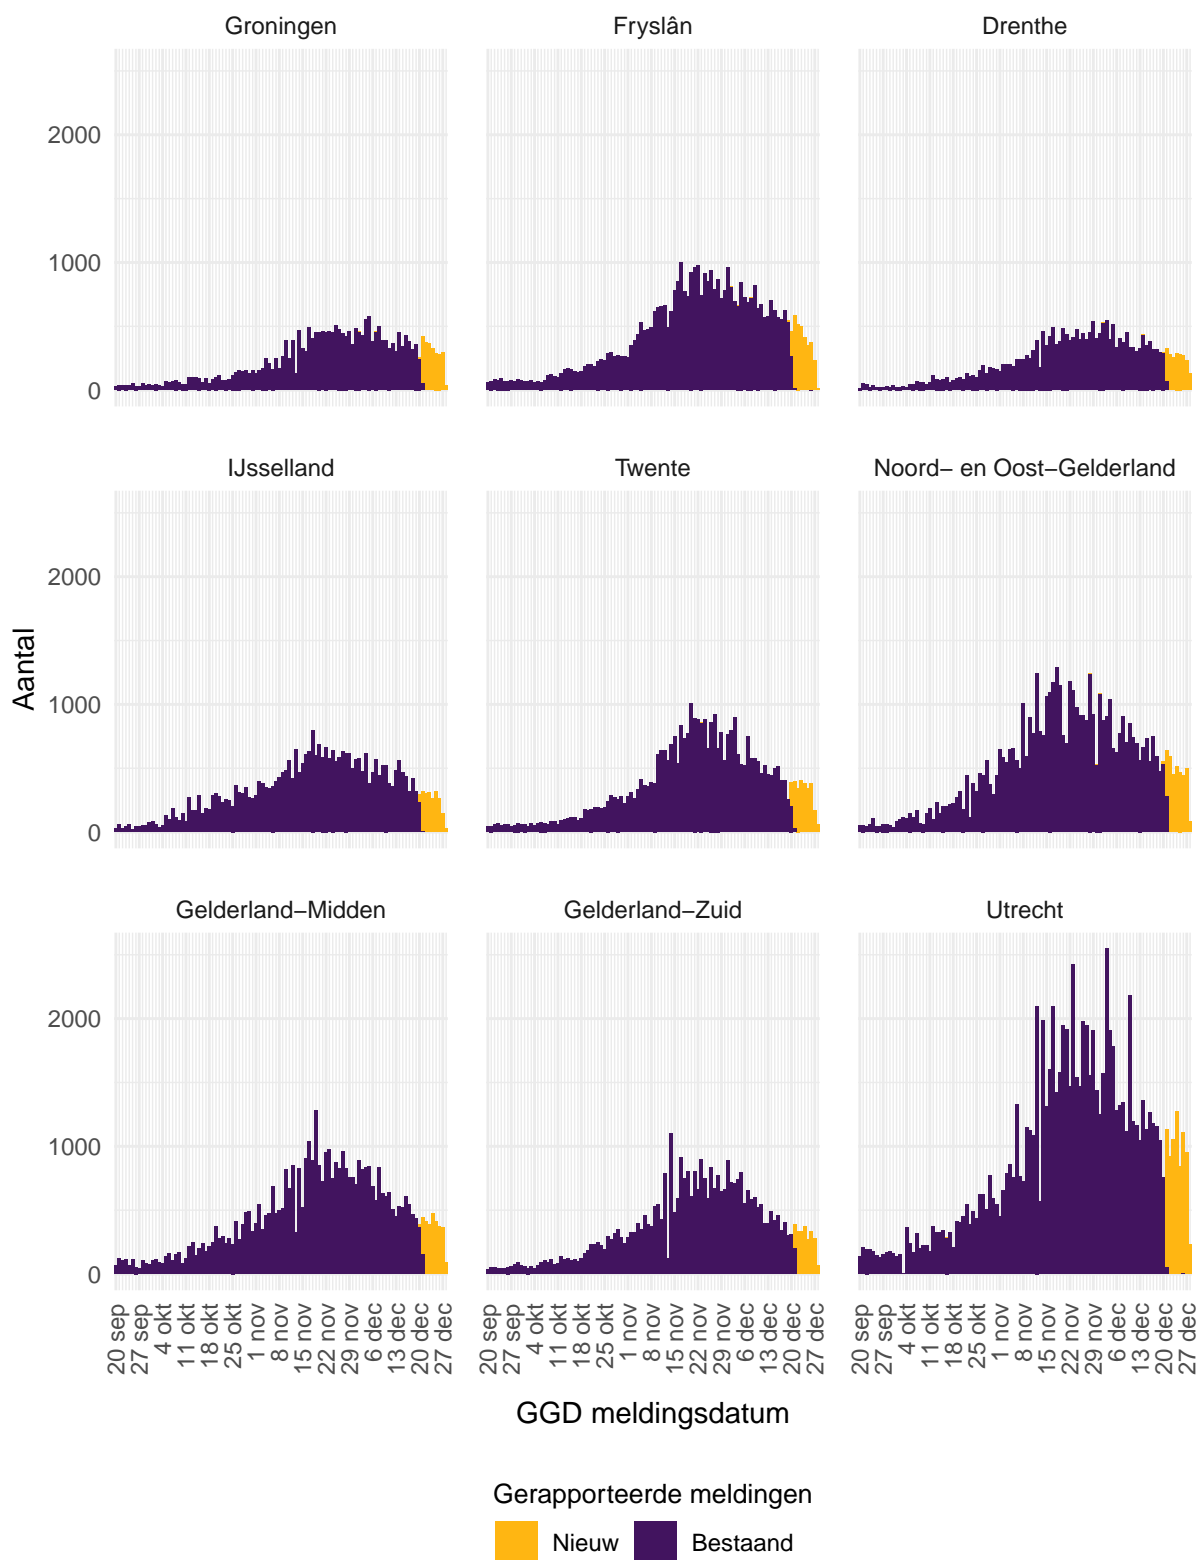 Groningen
Fryslân
Drenthe
2000
1000
0
IJsselland
Twente
Noord− en Oost−Gelderland
2000
1000
0
Aantal
Gelderland−Midden
Gelderland−Zuid
Utrecht
2000
1000
0
20 sep
27 sep
4 okt
11 okt
18 okt
25 okt
1 nov
8 nov
15 nov
22 nov
29 nov
6 dec
13 dec
20 dec
27 dec
20 sep
27 sep
4 okt
11 okt
18 okt
25 okt
1 nov
8 nov
15 nov
22 nov
29 nov
6 dec
13 dec
20 dec
27 dec
20 sep
27 sep
4 okt
11 okt
18 okt
25 okt
1 nov
8 nov
15 nov
22 nov
29 nov
6 dec
13 dec
20 dec
27 dec
GGD meldingsdatum
Gerapporteerde meldingen
Nieuw Bestaand